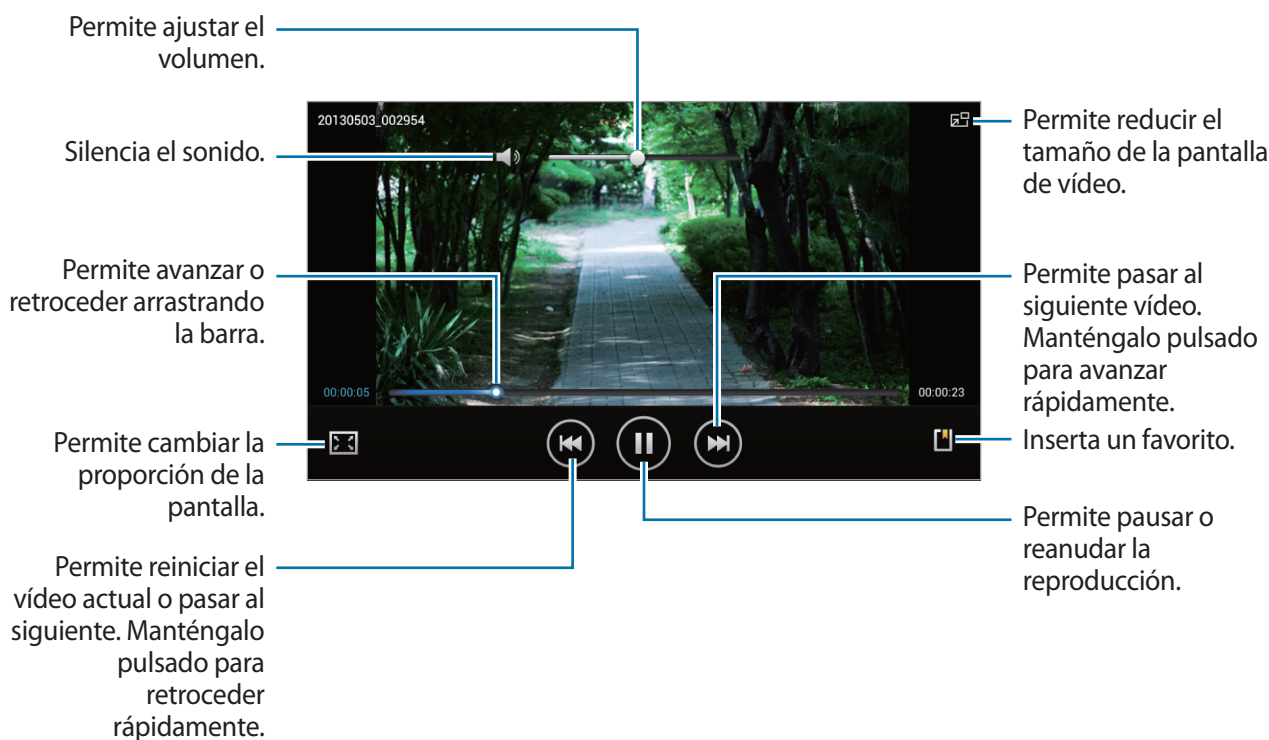 Permite ajustar el
volumen.
Silencia el sonido.
Permite avanzar o
retroceder arrastrando
la barra.
Permite cambiar la
proporción de la
pantalla.
Permite reiniciar el
vídeo actual o pasar al
siguiente. Manténgalo
pulsado para
retroceder
rápidamente.
20130503_002954
00:00:05
00:00:23
Permite reducir el
tamaño de la pantalla
de vídeo.
Permite pasar al
siguiente vídeo.
Manténgalo pulsado
para avanzar
rápidamente.
Inserta un favorito.
Permite pausar o
reanudar la
reproducción.